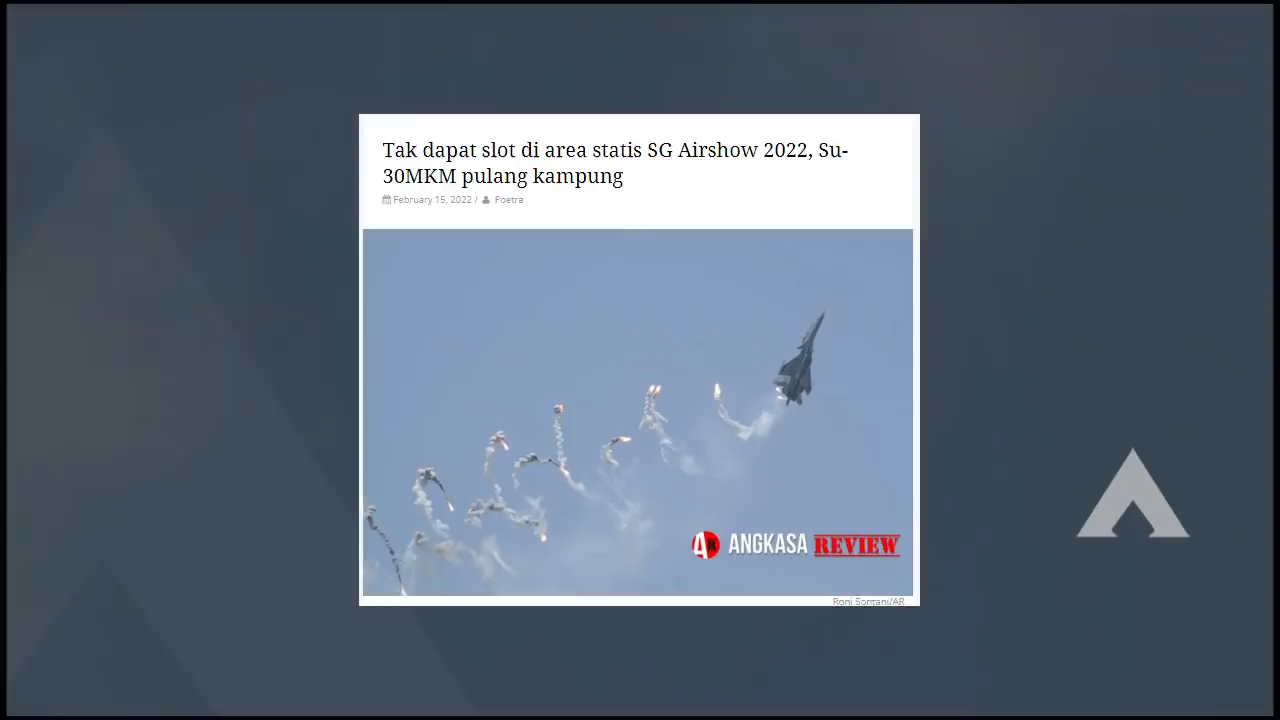 Tak dapat slot di area statis SG Airshow 2022, Su-
30MKM pulang kampung
February 15, 2022 / Poetra
AR ANGKASA REVIEW
Roni Sontani/AR